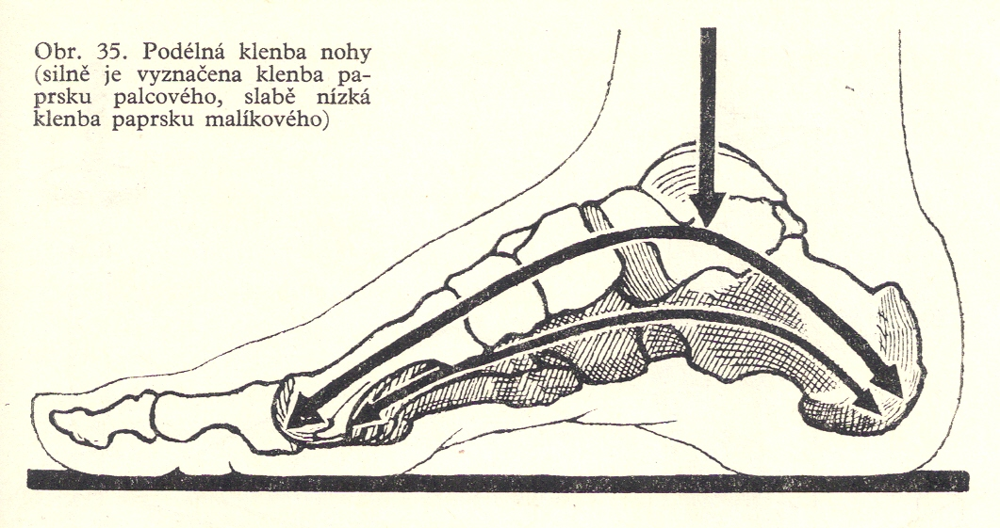 Obr. 35. Podélná klenba nohy
(silně je vyznačena klenba pa-
prsku palcového, slabě nízká
klenba paprsku malíkového)